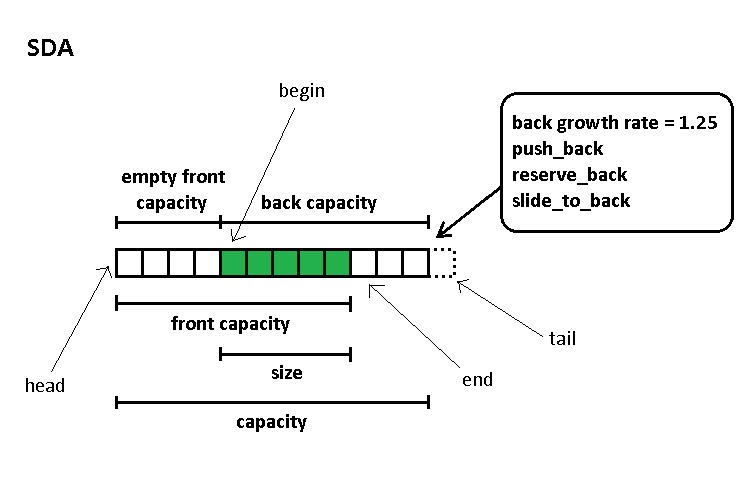 SDA
begin
back growth rate = 1.25
push_back
reserve_back
slide_to_back
empty front
capacity
back capacity
front capacity
tail
size
end
head
capacity